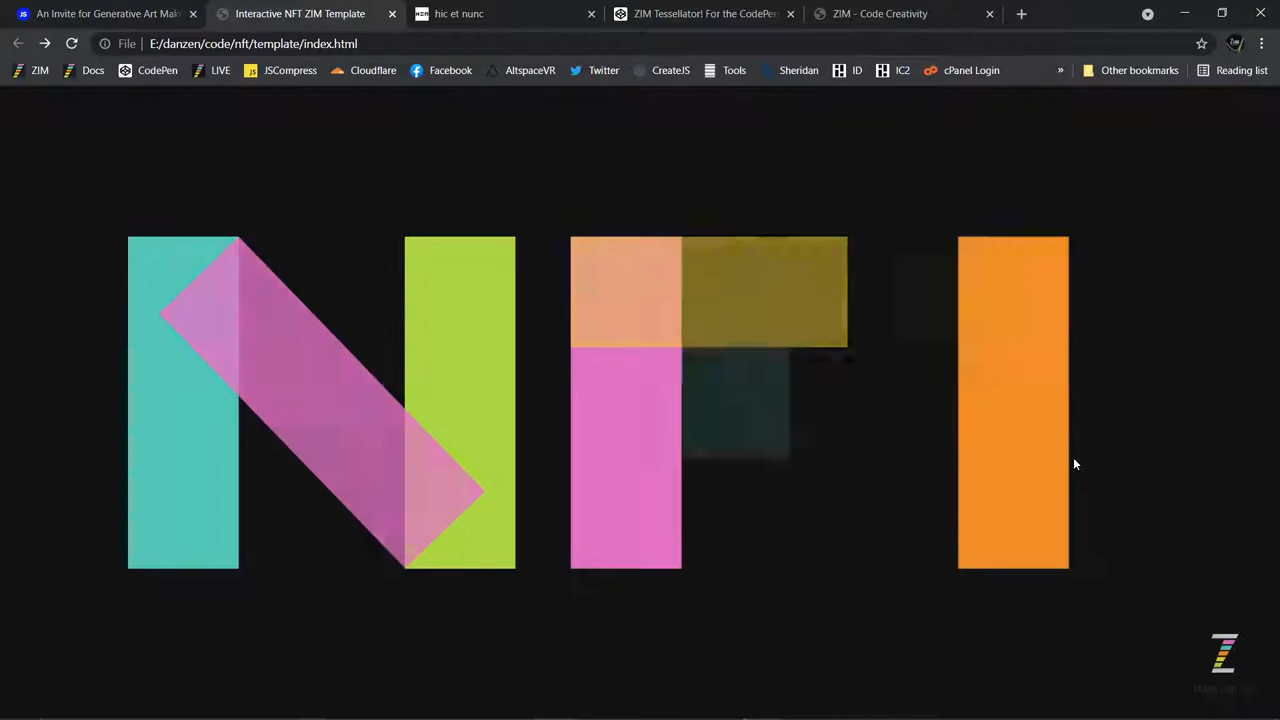 An Invite for Generative Art Mak
Interactive NFT ZIM Template
hic et nunc
ZIM Tessellator! For the CodePen
ZIM - Code Creativity
File
E:/danzen/code/nft/template/index.html
ZIM
Docs
CodePen
LIVE
JSCompress
Cloudflare
Facebook
AltspaceVR
Twitter
CreateJS
Tools
Sheridan
ID
IC2
cPanel Login
»
Other bookmarks
Reading list
NFT
Z